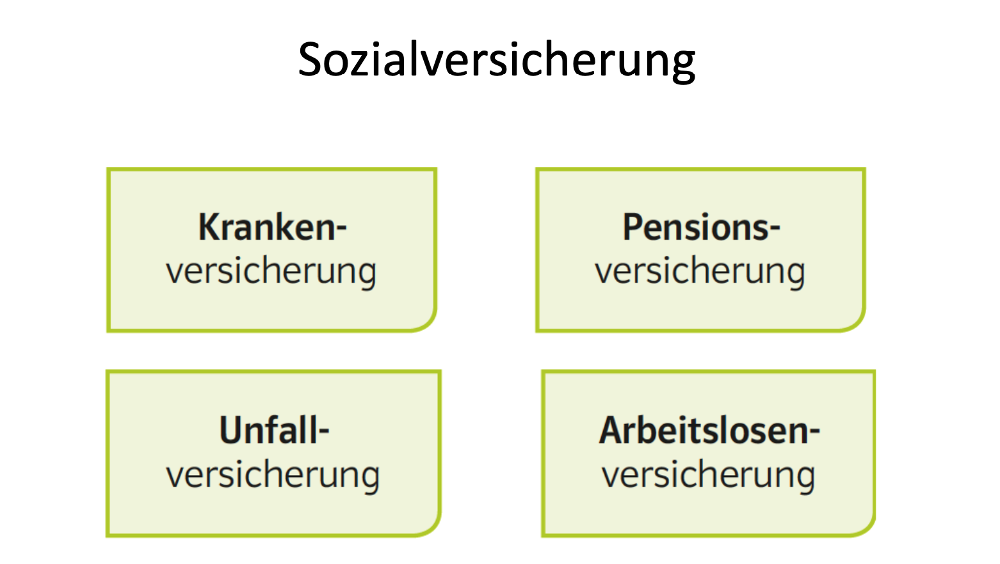 Sozialversicherung
Kranken-
versicherung
Pensions-
versicherung
Unfall-
versicherung
Arbeitslosen-
versicherung